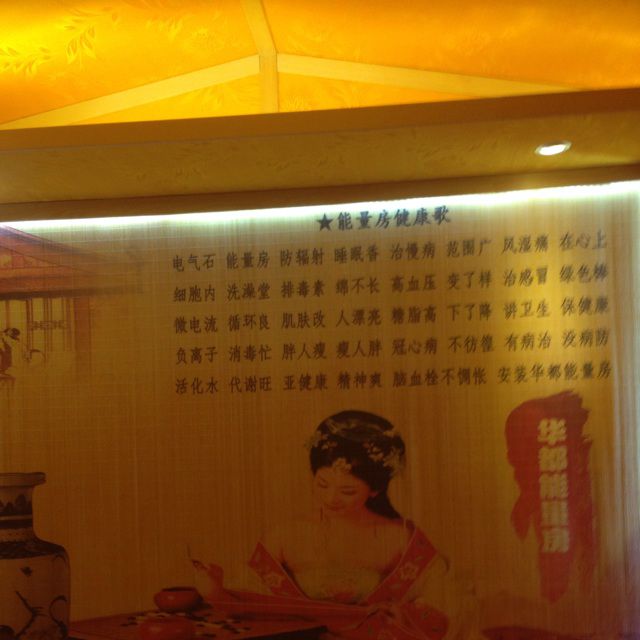 ★能量房健康歌
电气石 能量房 防辐射 睡眠香 治慢病 范围广 风湿痛 在心上
细胞内 洗澡堂 排毒素 绵不长 高血压 变了样 治感冒 绿色
微电流 循环良 肌肤改 人漂亮 糖脂高 下了降 讲卫生 保健康
负离子 消毒忙 胖人瘦 瘦人胖 冠心病 不彷徨 有病治 没病防
活化水 代谢旺 亚健康 精神爽 脑血栓不惆怅 安装华都能量房
华都能量房